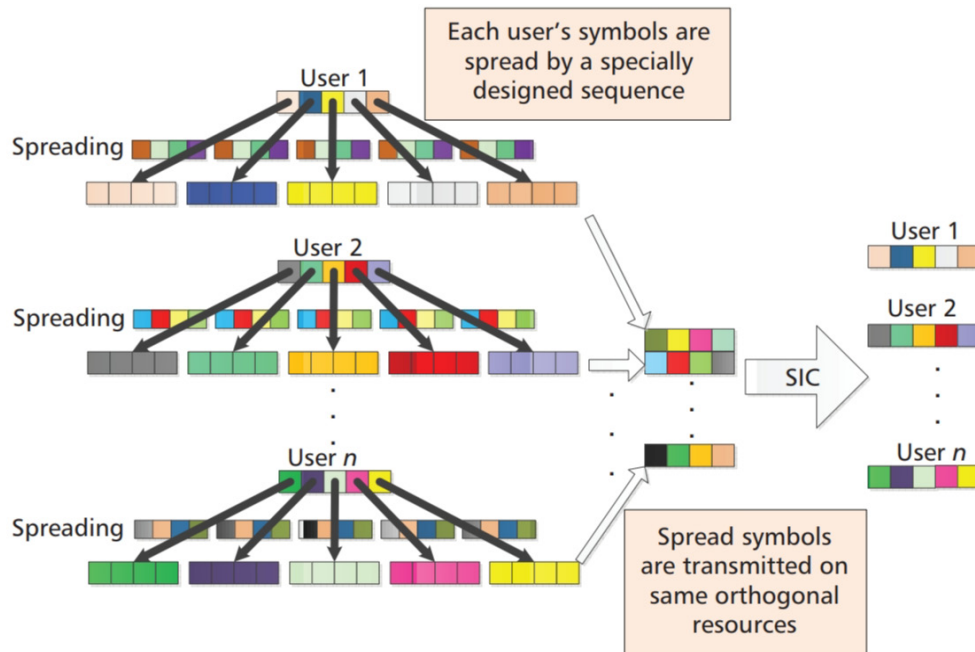 Each user's symbols are
spread by a specially
designed sequence
User 1
Spreading
User 2
Spreading
User n
Spreading
SIC
User 1
User 2
User n
Spread symbols
are transmitted on
same orthogonal
resources